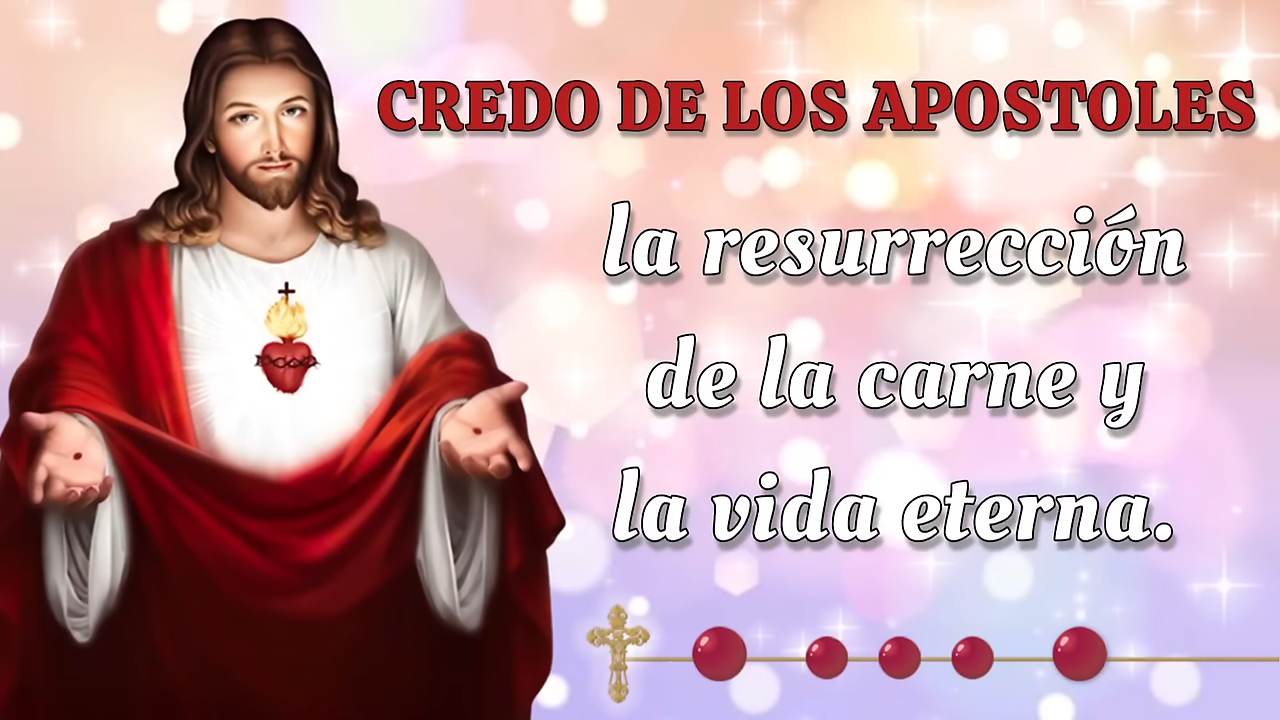 CREDO DE LOS APOSTOLES
la resurrección
de la carne y
la vida eterna.